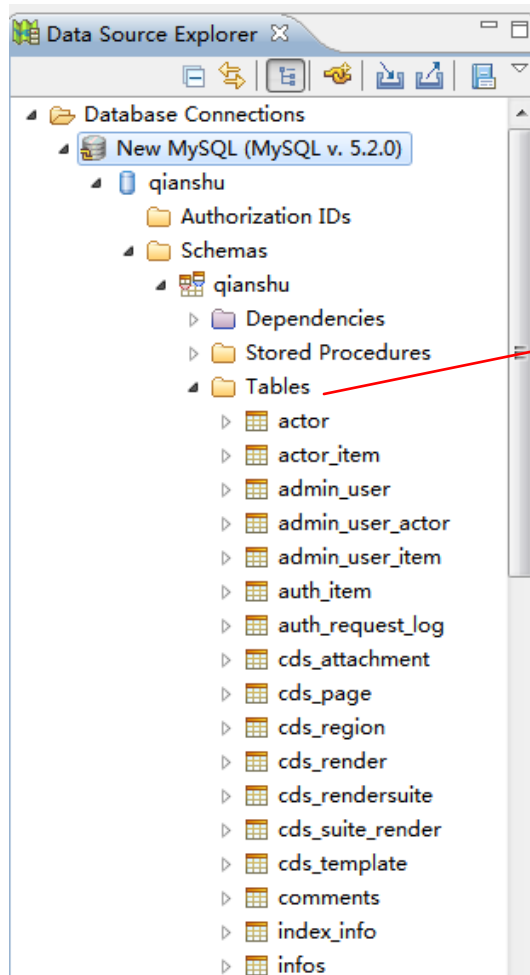 Data Source Explorer
Database Connections
New MySQL (MySQL v. 5.2.0)
qianshu
Authorization IDs
Schemas
qianshu
Dependencies
Stored Procedures
Tables
actor
actor_item
admin_user
admin_user_actor
admin_user_item
auth_item
auth_request_log
cds_attachment
cds_page
cds_region
cds_render
cds_rendersuite
cds_suite_render
cds_template
comments
index_info
infos